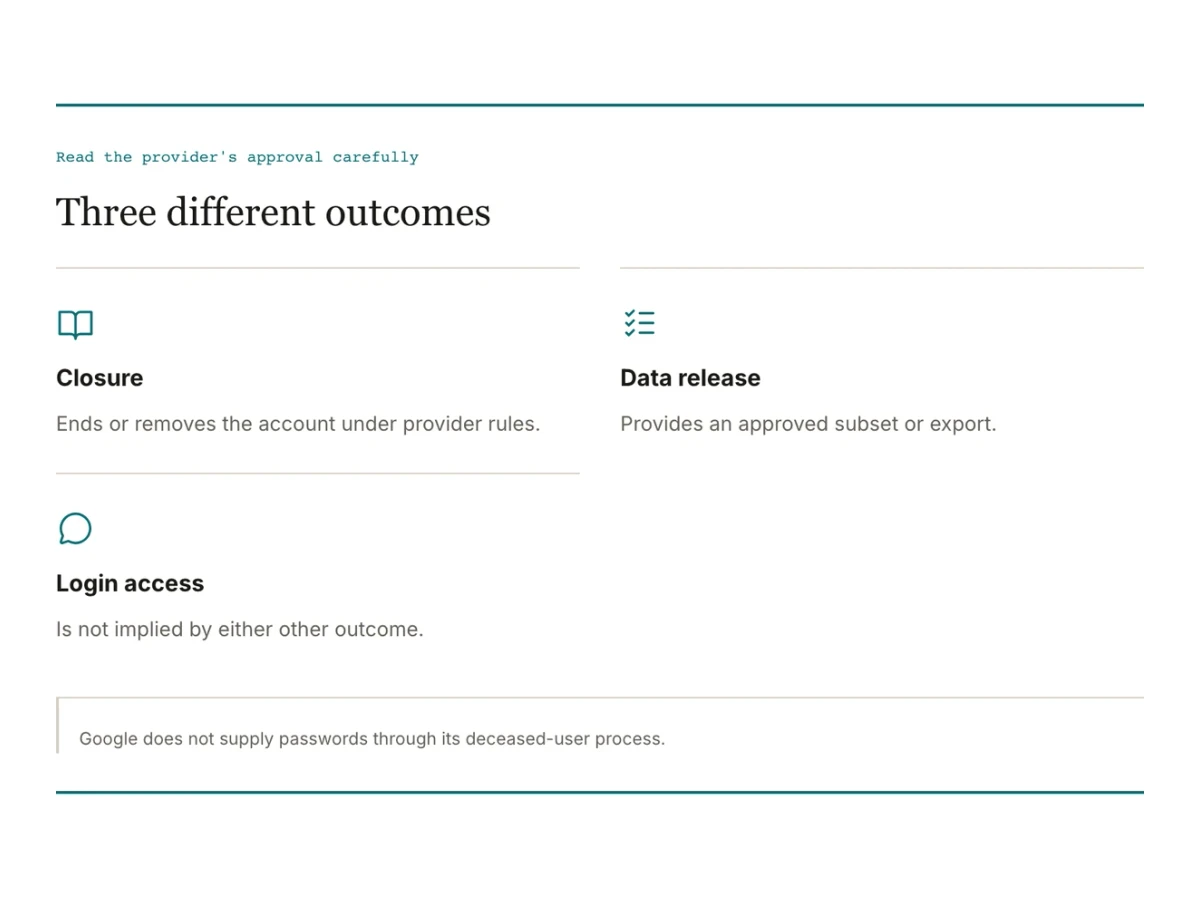 Read the provider's approval carefully
Three different outcomes
Closure
Ends or removes the account under provider rules.
Data release
Provides an approved subset or export.
Login access
Is not implied by either other outcome.
Google does not supply passwords through its deceased-user process.